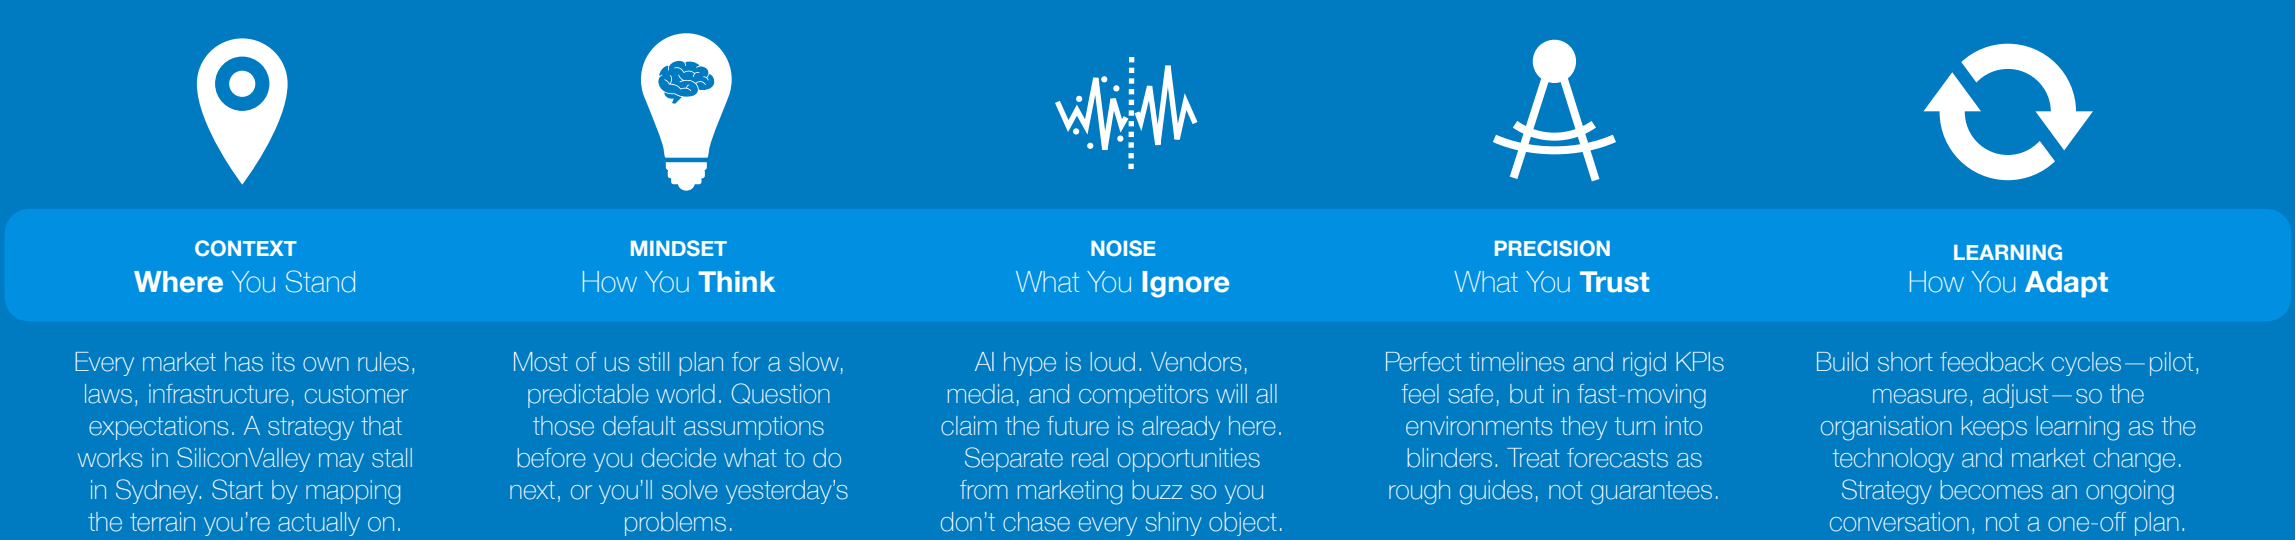 CONTEXT
Where You Stand
Every market has its own rules,
laws, infrastructure, customer
expectations. A strategy that
works in SiliconValley may stall
in Sydney. Start by mapping
the terrain you're actually on.
MINDSET
How You Think
Most of us still plan for a slow,
predictable world. Question
those default assumptions
before you decide what to do
next, or you'll solve yesterday's
problems.
NOISE
What You Ignore
AI hype is loud. Vendors,
media, and competitors will all
claim the future is already here.
Separate real opportunities
from marketing buzz so you
don't chase every shiny object.
PRECISION
What You Trust
Perfect timelines and rigid KPIs
feel safe, but in fast-moving
environments they turn into
blinders. Treat forecasts as
rough guides, not guarantees.
LEARNING
How You Adapt
Build short feedback cycles—pilot,
measure, adjust—so the
organisation keeps learning as the
technology and market change.
Strategy becomes an ongoing
conversation, not a one-off plan.